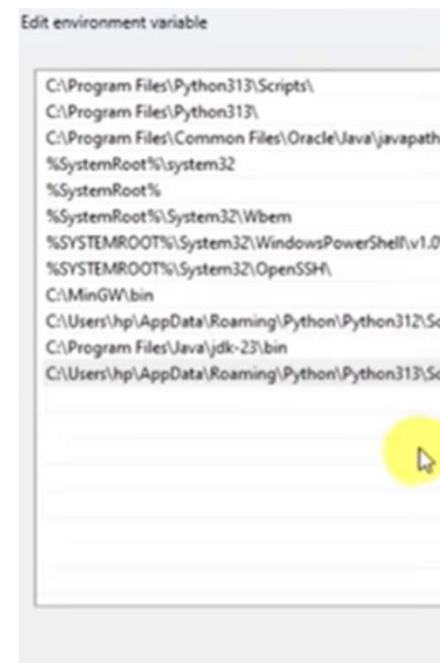 Edit environment variable
C:\Program Files\Python313\Scripts\
C:\Program Files\Python313\
C:\Program Files\Common Files\Oracle\Java\javapath
%SystemRoot%\system32
%SystemRoot%
%SystemRoot%\System32\Wbem
%SYSTEMROOT%\System32\WindowsPowerShell\v1.0
%SYSTEMROOT%\System32\OpenSSH\
C:\MinGW\bin
C:\Users\hp\AppData\Roaming\Python\Python312\Sc
C:\Program Files\Java\jdk-23\bin
C:\Users\hp\AppData\Roaming\Python\Python313\Sc